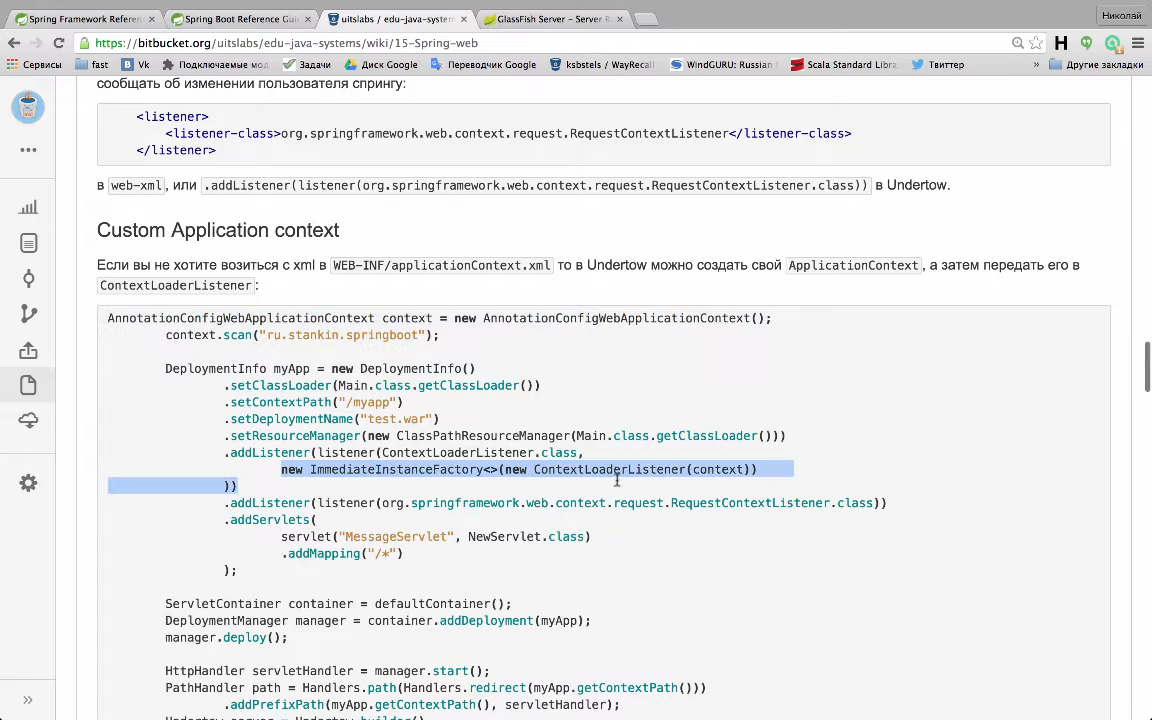 Spring Framework Referen
Spring Boot Reference Gui
uitslabs / edu-java-system
GlassFish Server – Server R
Николай
https://bitbucket.org/uitslabs/edu-java-systems/wiki/15-Spring-web
Сервисы
fast
Vk
Подключаемые мод
Задачи
Диск Google
Переводчик Google
ksbstels / WayRecall
WindGURU: Russian
Scala Standard Libra
Твиттер
»
Другие закладки
сообщать об изменении пользователя спрингу:
<listener>
<listener-class>org.springframework.web.context.request.RequestContextListener</listener-class>
</listener>
в web-xml, или .addListener(listener(org.springframework.web.context.request.RequestContextListener.class)) в Undertow.
Custom Application context
Если вы не хотите возиться с xml в WEB-INF/applicationContext.xml то в Undertow можно создать свой ApplicationContext, а затем передать его в
ContextLoaderListener:
AnnotationConfigWebApplicationContext context = new AnnotationConfigWebApplicationContext();
context.scan("ru.stankin.springboot");
DeploymentInfo myApp = new DeploymentInfo()
.setClassLoader(Main.class.getClassLoader())
.setContextPath("/myapp")
.setDeploymentName("test.war")
.setResourceManager(new ClassPathResourceManager(Main.class.getClassLoader()))
.addListener(listener(ContextLoaderListener.class,
new ImmediateInstanceFactory<>(new ContextLoaderListener(context))
))
.addListener(listener(org.springframework.web.context.request.RequestContextListener.class))
.addServlets(
servlet("MessageServlet", NewServlet.class)
.addMapping("/*")
);
ServletContainer container = defaultContainer();
DeploymentManager manager = container.addDeployment(myApp);
manager.deploy();
HttpHandler servletHandler = manager.start();
PathHandler path = Handlers.path(Handlers.redirect(myApp.getContextPath()))
.addPrefixPath(myApp.getContextPath(), servletHandler);